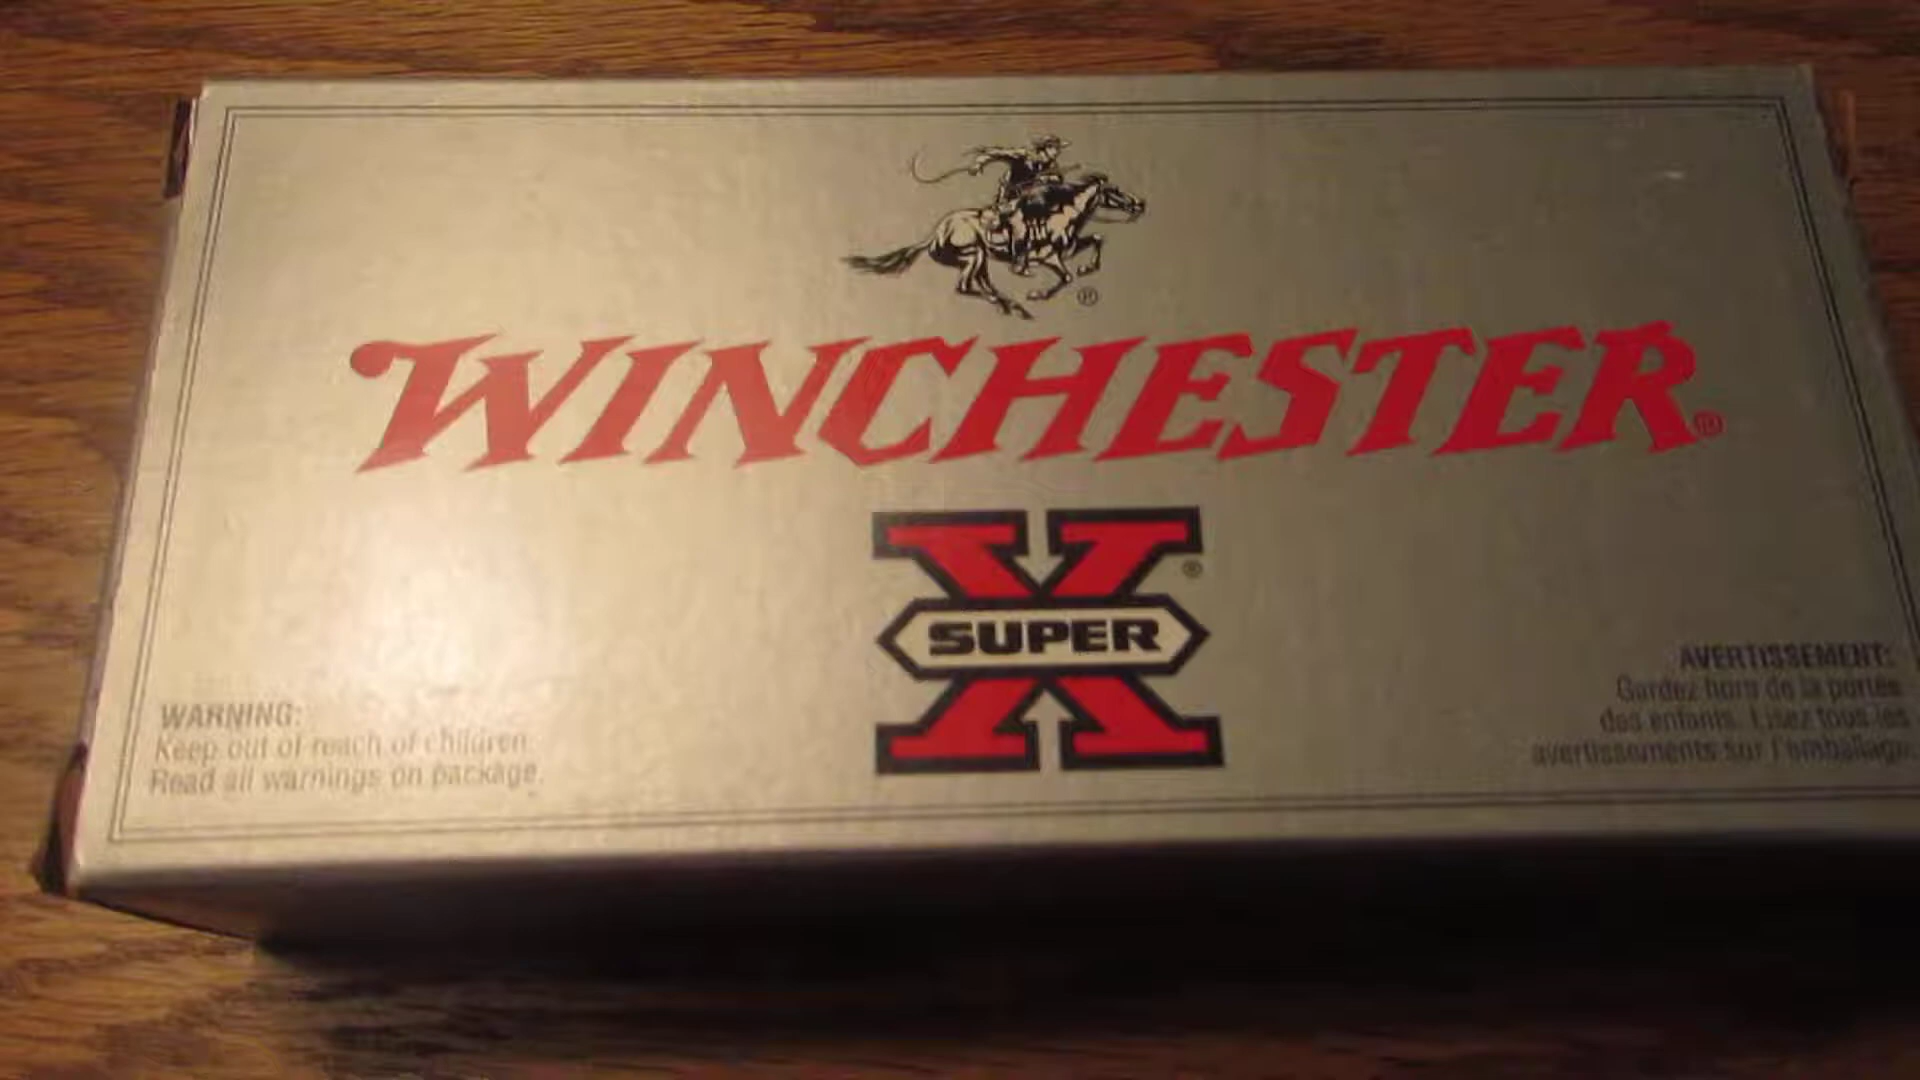 WINCHESTER®
X
SUPER
®
WARNING:
Keep out of reach of children.
Read all warnings on package.
AVERTISSEMENT:
Gardez hors de la portée
des enfants. Lisez tous les
avertissements sur l'emballage.